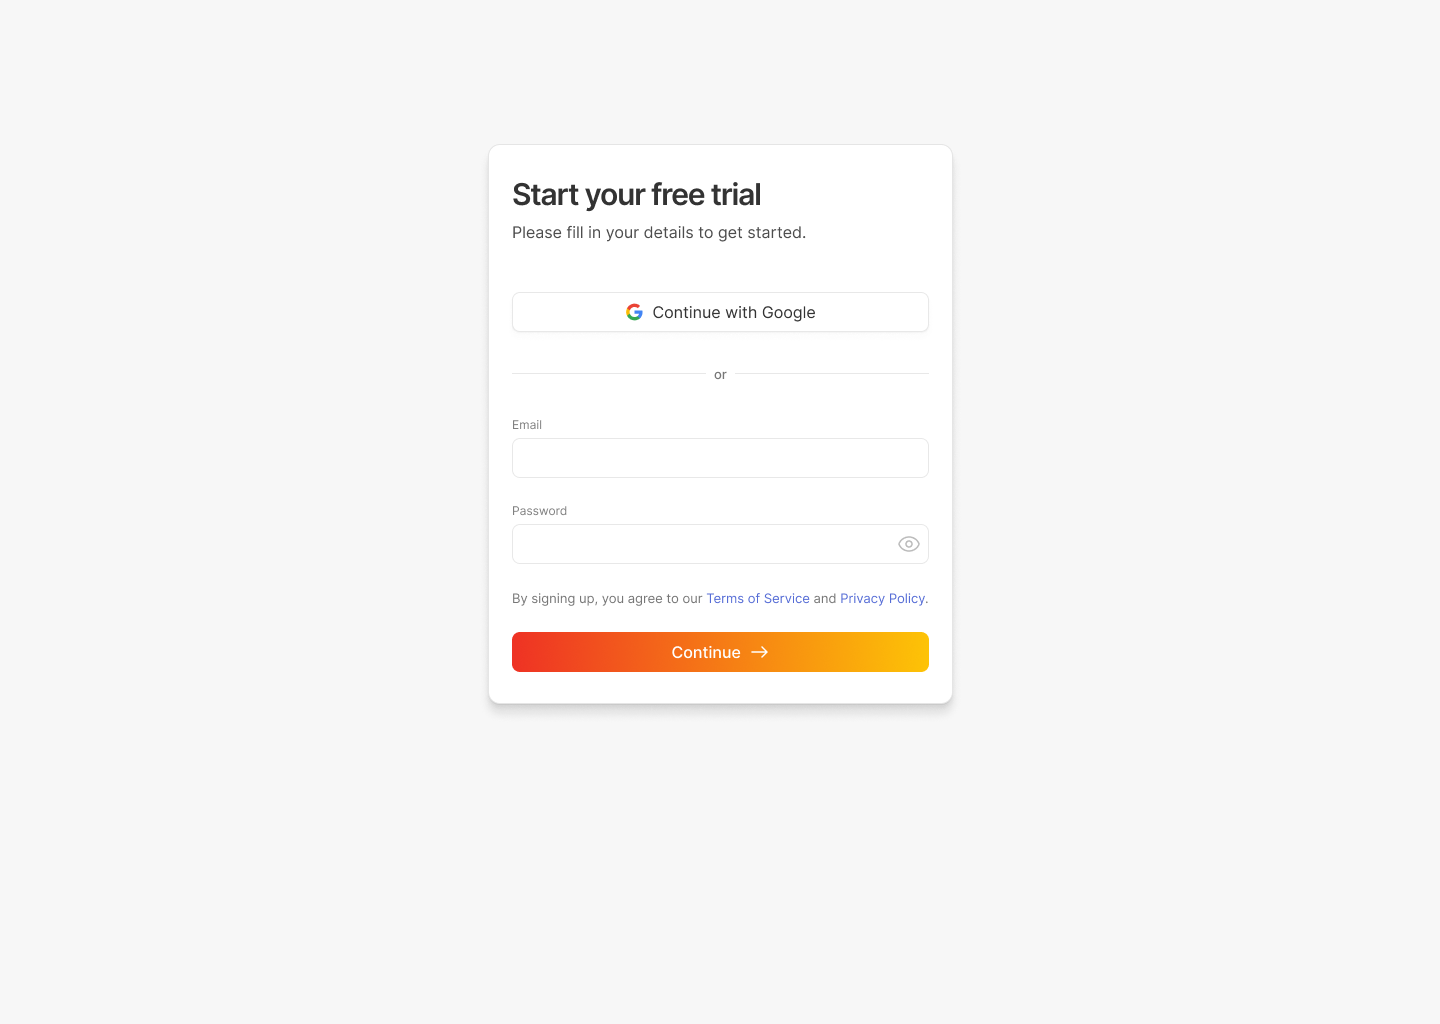 Start your free trial
Please fill in your details to get started.
Continue with Google
or
Email
Password
By signing up, you agree to our Terms of Service and Privacy Policy.
Continue